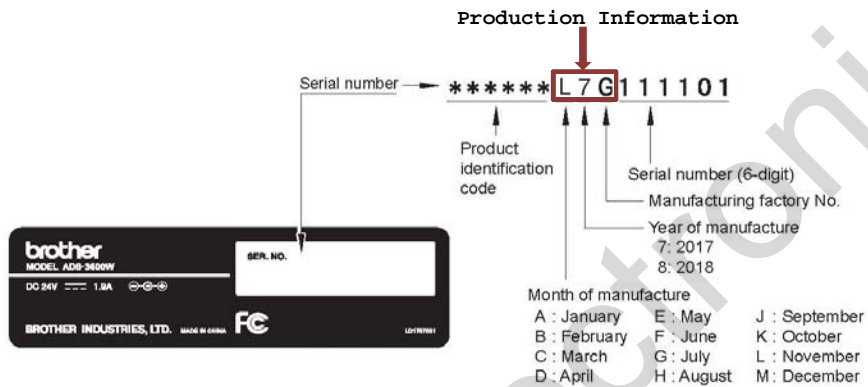 Production Information
Serial number
******L7G111101
Product
identification
code
Serial number (6-digit)
Manufacturing factory No.
Year of manufacture
7: 2017
8: 2018
Month of manufacture
A : January E : May J : September
B : February F : June K : October
C : March G : July L : November
D : April H : August M : December
brother
MODEL ADS-3600W
SER. NO.
DC 24V 1.9A
BROTHER INDUSTRIES, LTD. MADE IN CHINA
FC
ctroni